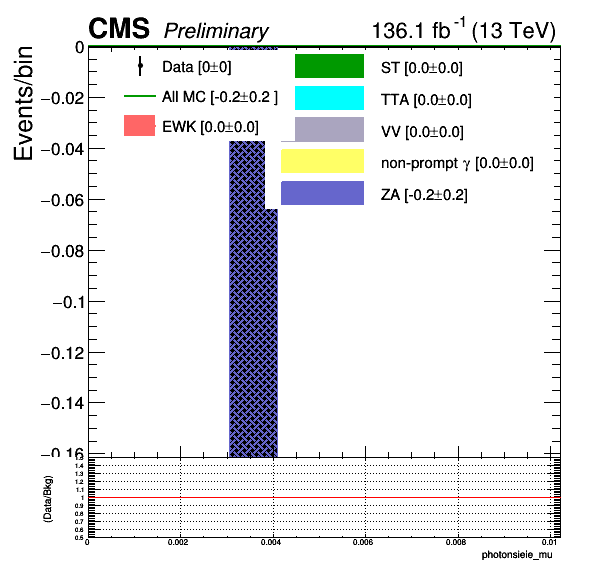 CMS Preliminary 136.1 fb⁻¹ (13 TeV)
Events/bin
0
−0.02
−0.04
−0.06
−0.08
−0.1
−0.12
−0.14
−0.16
Data [0±0]
All MC [-0.2±0.2 ]
EWK [0.0±0.0]
ST [0.0±0.0]
TTA [0.0±0.0]
VV [0.0±0.0]
non-prompt γ [0.0±0.0]
ZA [-0.2±0.2]
(Data/Bkg)
1.4
1.3
1.2
1.1
1
0.9
0.8
0.7
0.6
0.5
0 0.002 0.004 0.006 0.008 0.01
photonsieie_mu